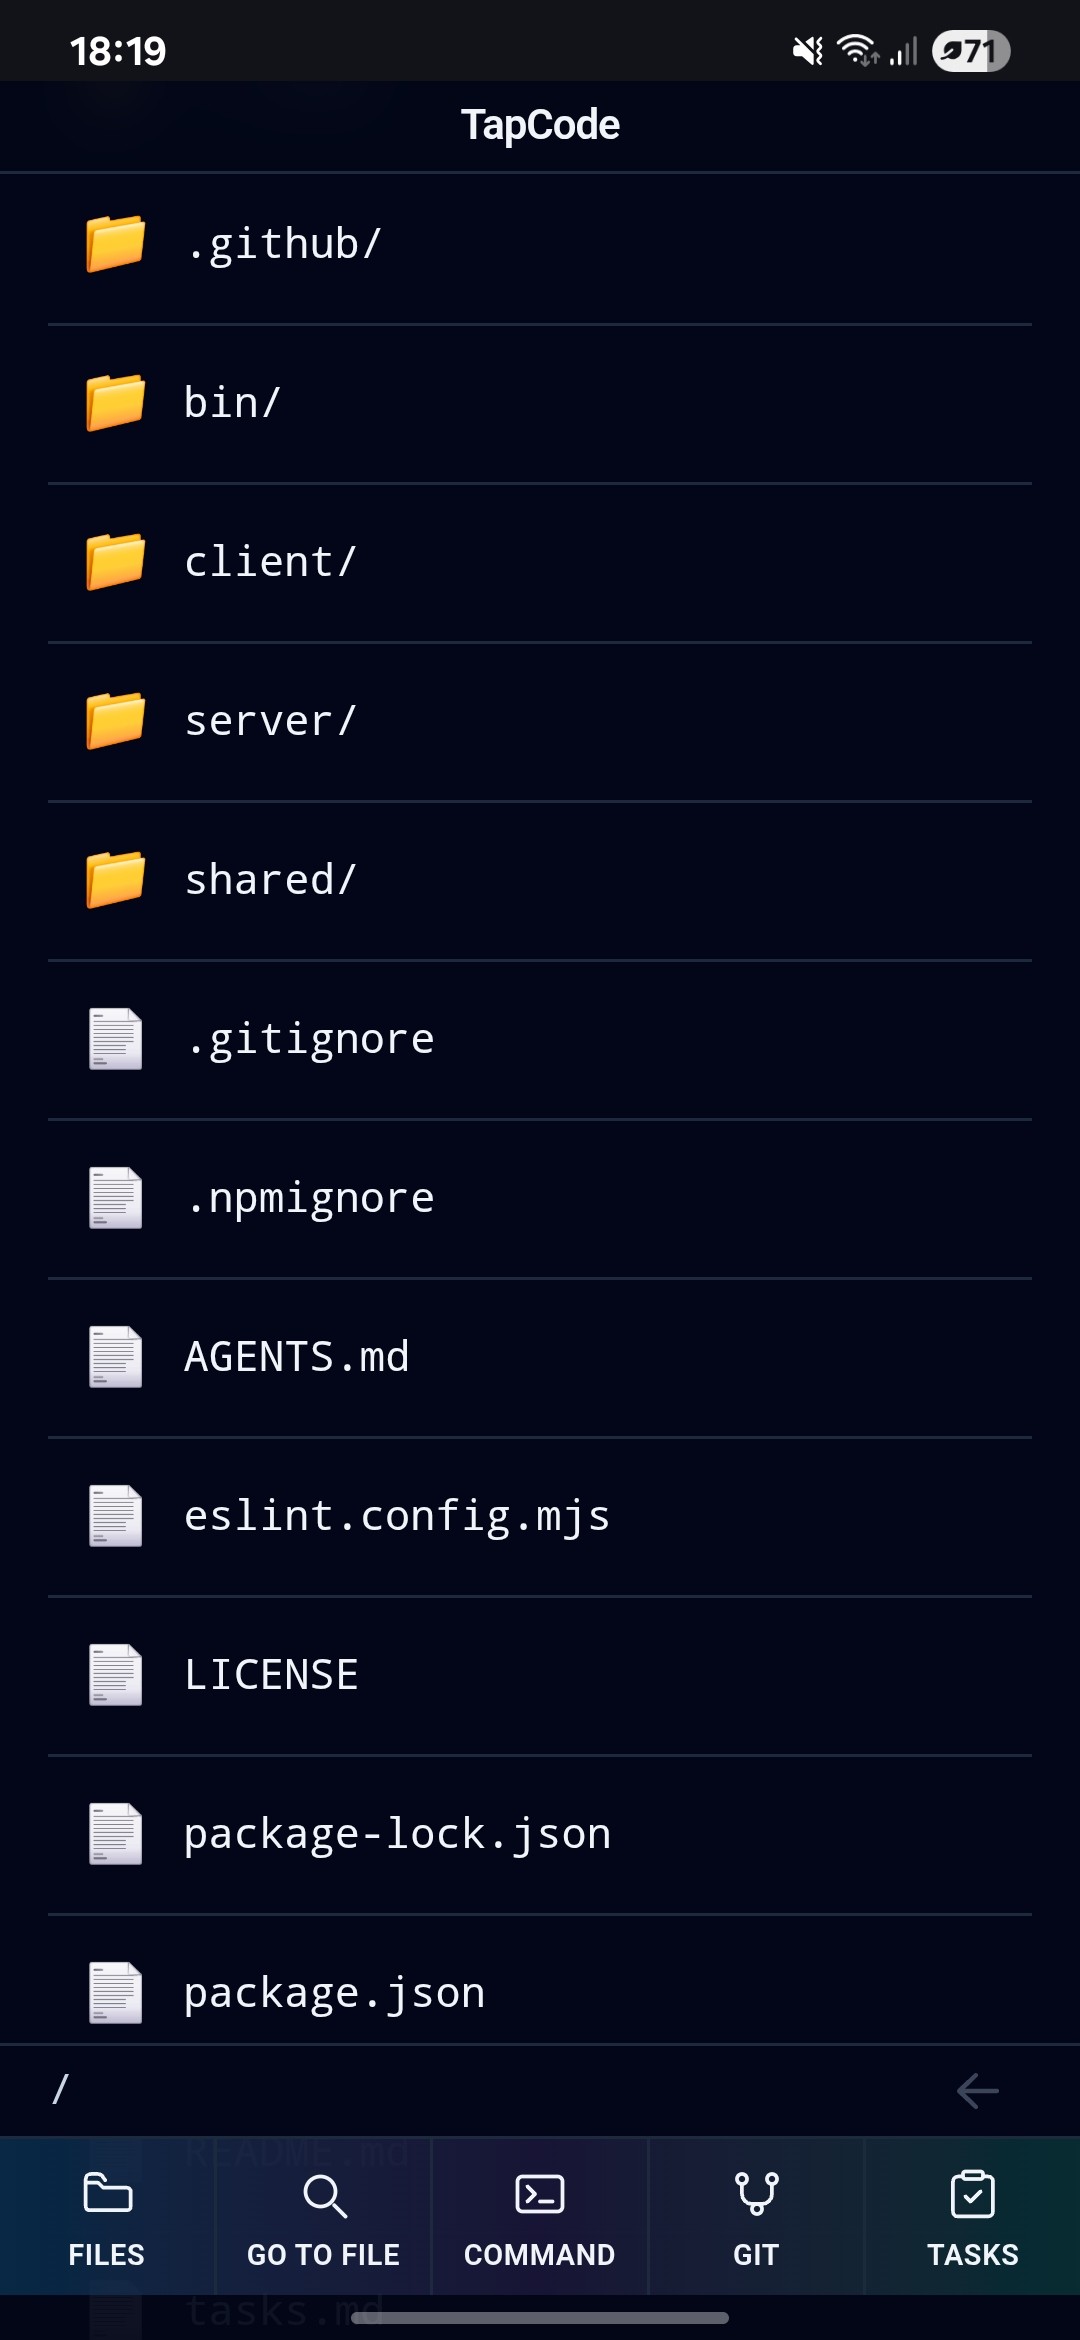 18:19
71
TapCode
.github/
bin/
client/
server/
shared/
.gitignore
.npmignore
AGENTS.md
eslint.config.mjs
LICENSE
package-lock.json
package.json
/
README.md
FILES
GO TO FILE
COMMAND
GIT
TASKS
tasks.md